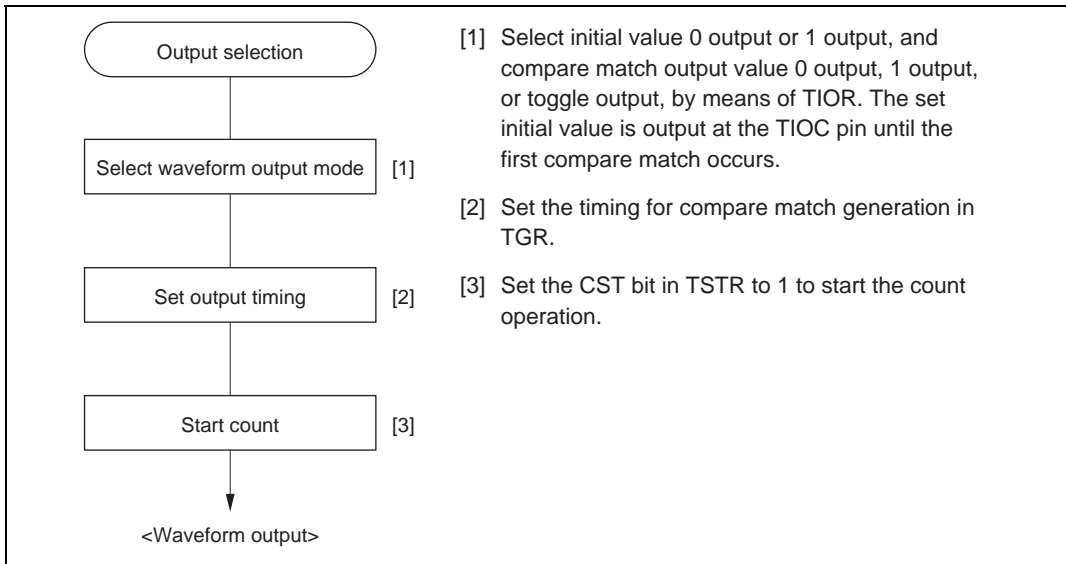 Output selection
Select waveform output mode [1]
Set output timing [2]
Start count [3]
<Waveform output>
[1] Select initial value 0 output or 1 output, and
compare match output value 0 output, 1 output,
or toggle output, by means of TIOR. The set
initial value is output at the TIOC pin until the
first compare match occurs.
[2] Set the timing for compare match generation in
TGR.
[3] Set the CST bit in TSTR to 1 to start the count
operation.